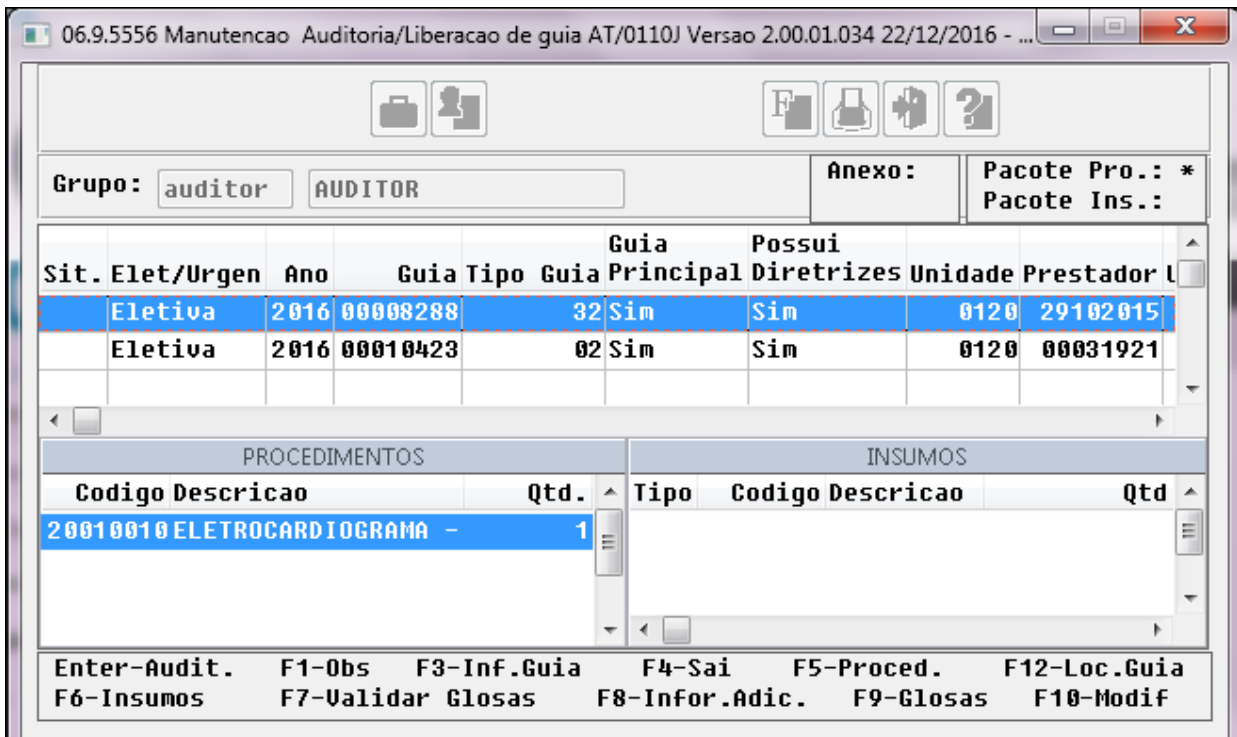 06.9.5556 Manutencao Auditoria/Liberacao de guia AT/0110J Versao 2.00.01.034 22/12/2016 - ...
Grupo: auditor AUDITOR
Anexo:
Pacote Pro.: *
Pacote Ins.:
Sit. Elet/Urgen Ano Guia Tipo Guia Guia Principal Possui Diretrizes Unidade Prestador
Eletiva 2016 00008288 32 Sim Sim 0120 29102015
Eletiva 2016 00010423 02 Sim Sim 0120 00031921
PROCEDIMENTOS
Codigo Descricao Qtd.
20010010 ELETROCARDIOGRAMA - 1
INSUMOS
Tipo Codigo Descricao Qtd
Enter-Audit. F1-Obs F3-Inf.Guia F4-Sai F5-Proced. F12-Loc.Guia
F6-Insumos F7-Validar Glosas F8-Infor.Adic. F9-Glosas F10-Modif